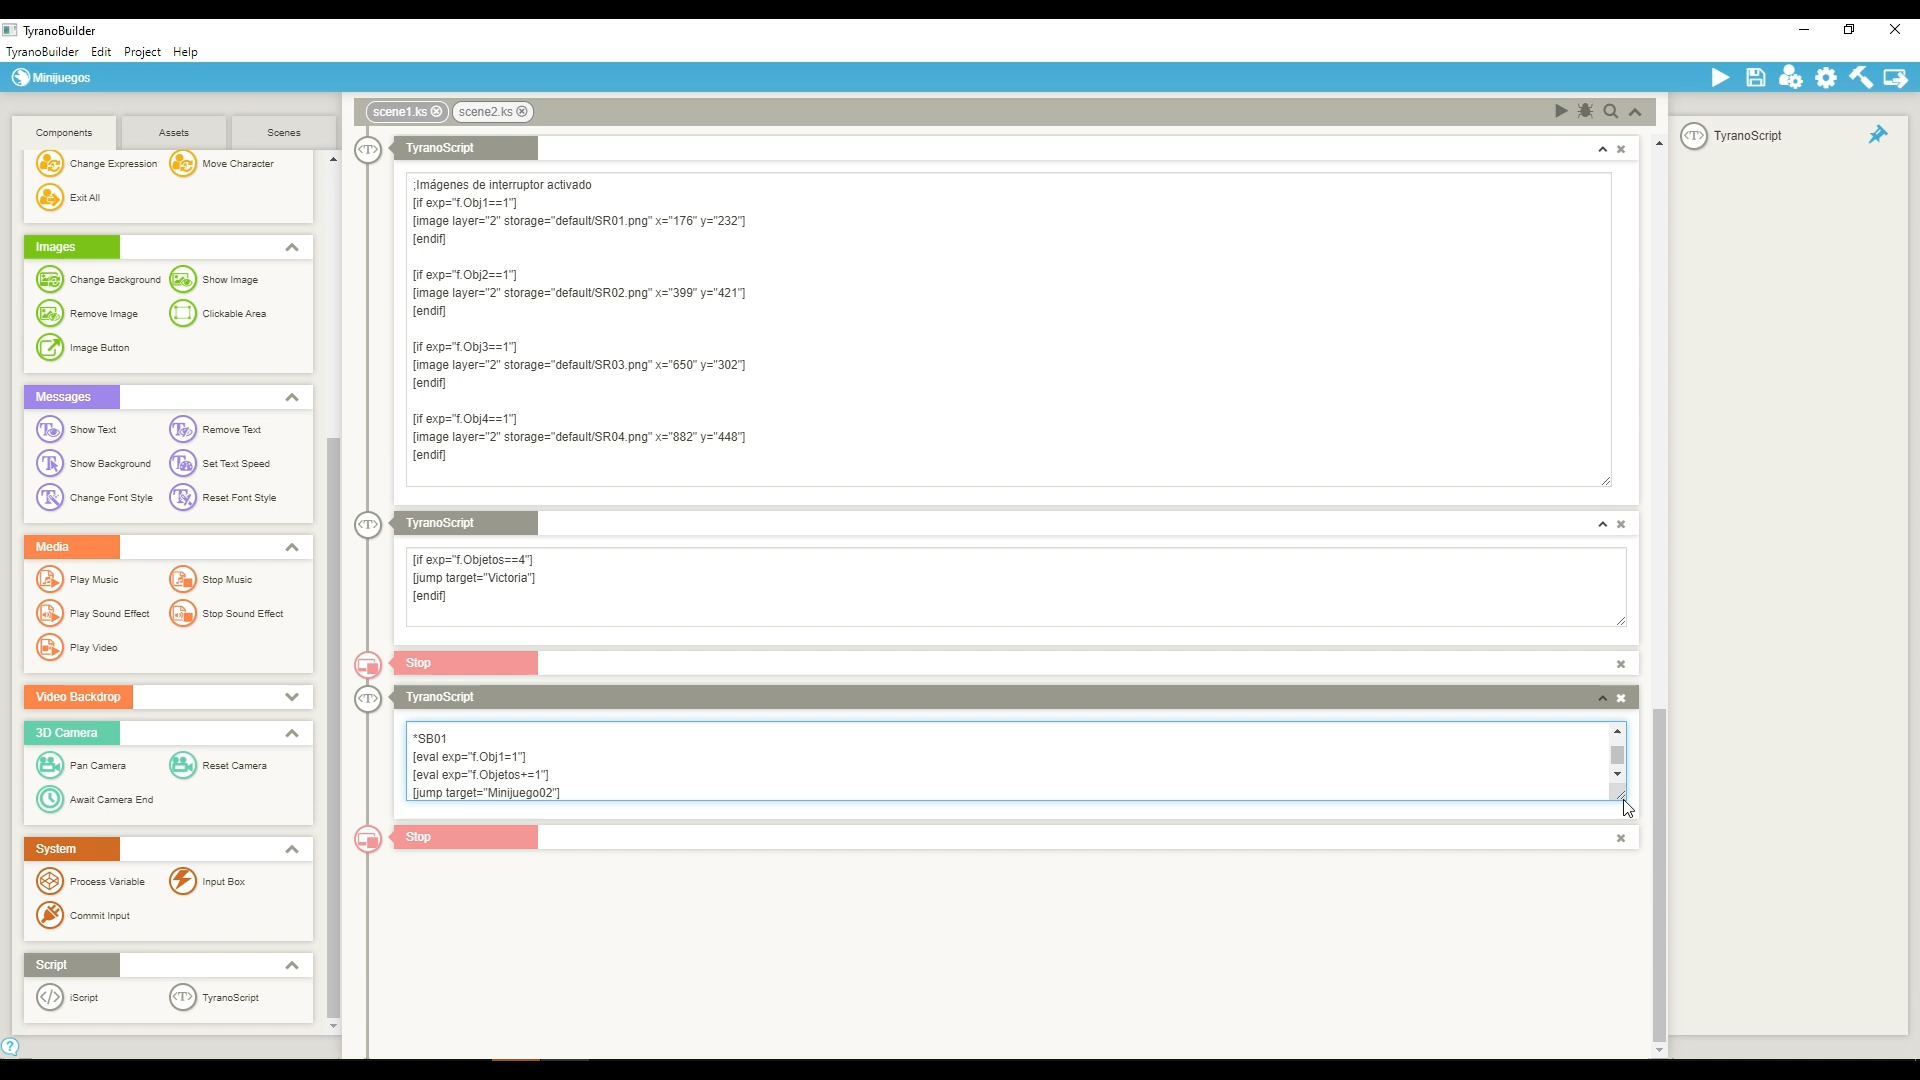 TyranoBuilder
TyranoBuilder Edit Project Help
Minijuegos
Components Assets Scenes
Change Expression Move Character
Exit All
Images
Change Background Show Image
Remove Image Clickable Area
Image Button
Messages
Show Text Remove Text
Show Background Set Text Speed
Change Font Style Reset Font Style
Media
Play Music Stop Music
Play Sound Effect Stop Sound Effect
Play Video
Video Backdrop
3D Camera
Pan Camera Reset Camera
Await Camera End
System
Process Variable Input Box
Commit Input
Script
iScript TyranoScript
scene1.ks scene2.ks
TyranoScript
;Imágenes de interruptor activado
[if exp="f.Obj1==1"]
[image layer="2" storage="default/SR01.png" x="176" y="232"]
[endif]
[if exp="f.Obj2==1"]
[image layer="2" storage="default/SR02.png" x="399" y="421"]
[endif]
[if exp="f.Obj3==1"]
[image layer="2" storage="default/SR03.png" x="650" y="302"]
[endif]
[if exp="f.Obj4==1"]
[image layer="2" storage="default/SR04.png" x="882" y="448"]
[endif]
TyranoScript
[if exp="f.Objetos==4"]
[jump target="Victoria"]
[endif]
Stop
TyranoScript
*SB01
[eval exp="f.Obj1=1"]
[eval exp="f.Objetos+=1"]
[jump target="Minijuego02"]
Stop
TyranoScript